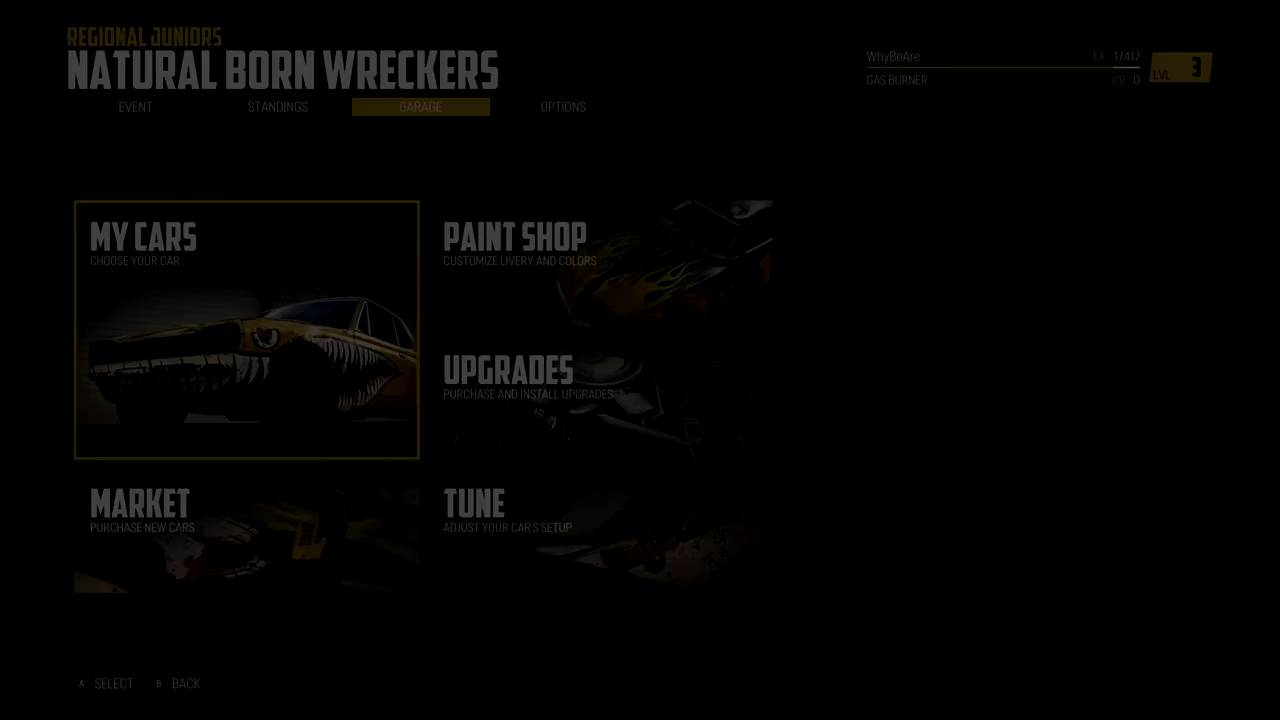 REGIONAL JUNIORS
NATURAL BORN WRECKERS
WhyBeAre EX. 17417
GAS BURNER CR. 0
LVL 3
EVENT STANDINGS GARAGE OPTIONS
MY CARS
CHOOSE YOUR CAR
PAINT SHOP
CUSTOMIZE LIVERY AND COLORS
UPGRADES
PURCHASE AND INSTALL UPGRADES
MARKET
PURCHASE NEW CARS
TUNE
ADJUST YOUR CAR'S SETUP
A SELECT B BACK